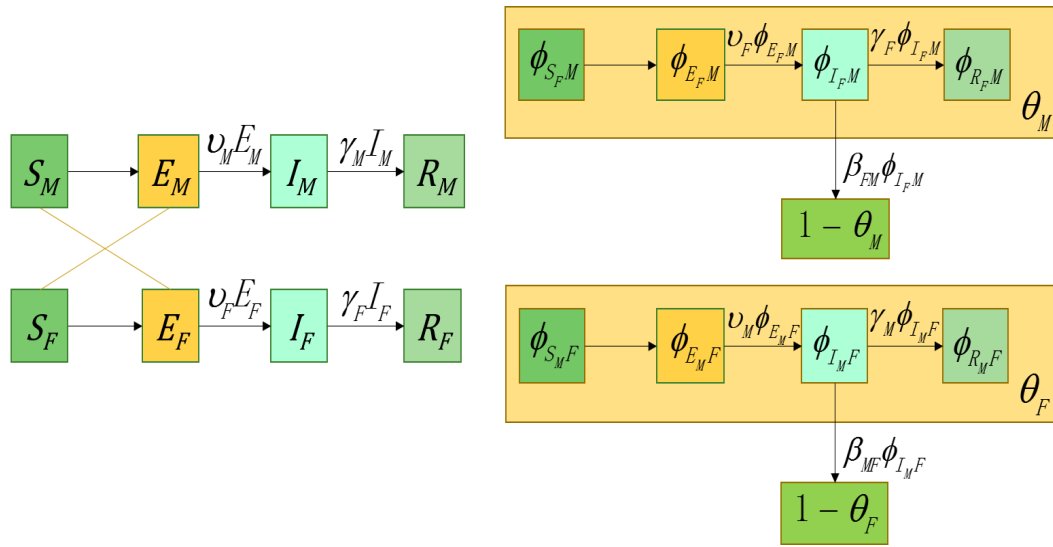 S_M
E_M
I_M
R_M
υ_M E_M
γ_M I_M
S_F
E_F
I_F
R_F
υ_F E_F
γ_F I_F
ϕ_{S_F M}
ϕ_{E_F M}
ϕ_{I_F M}
ϕ_{R_F M}
υ_F ϕ_{E_F M}
γ_F ϕ_{I_F M}
θ_M
β_{FM} ϕ_{I_F M}
1 − θ_M
ϕ_{S_M F}
ϕ_{E_M F}
ϕ_{I_M F}
ϕ_{R_M F}
υ_M ϕ_{E_M F}
γ_M ϕ_{I_M F}
θ_F
β_{MF} ϕ_{I_M F}
1 − θ_F